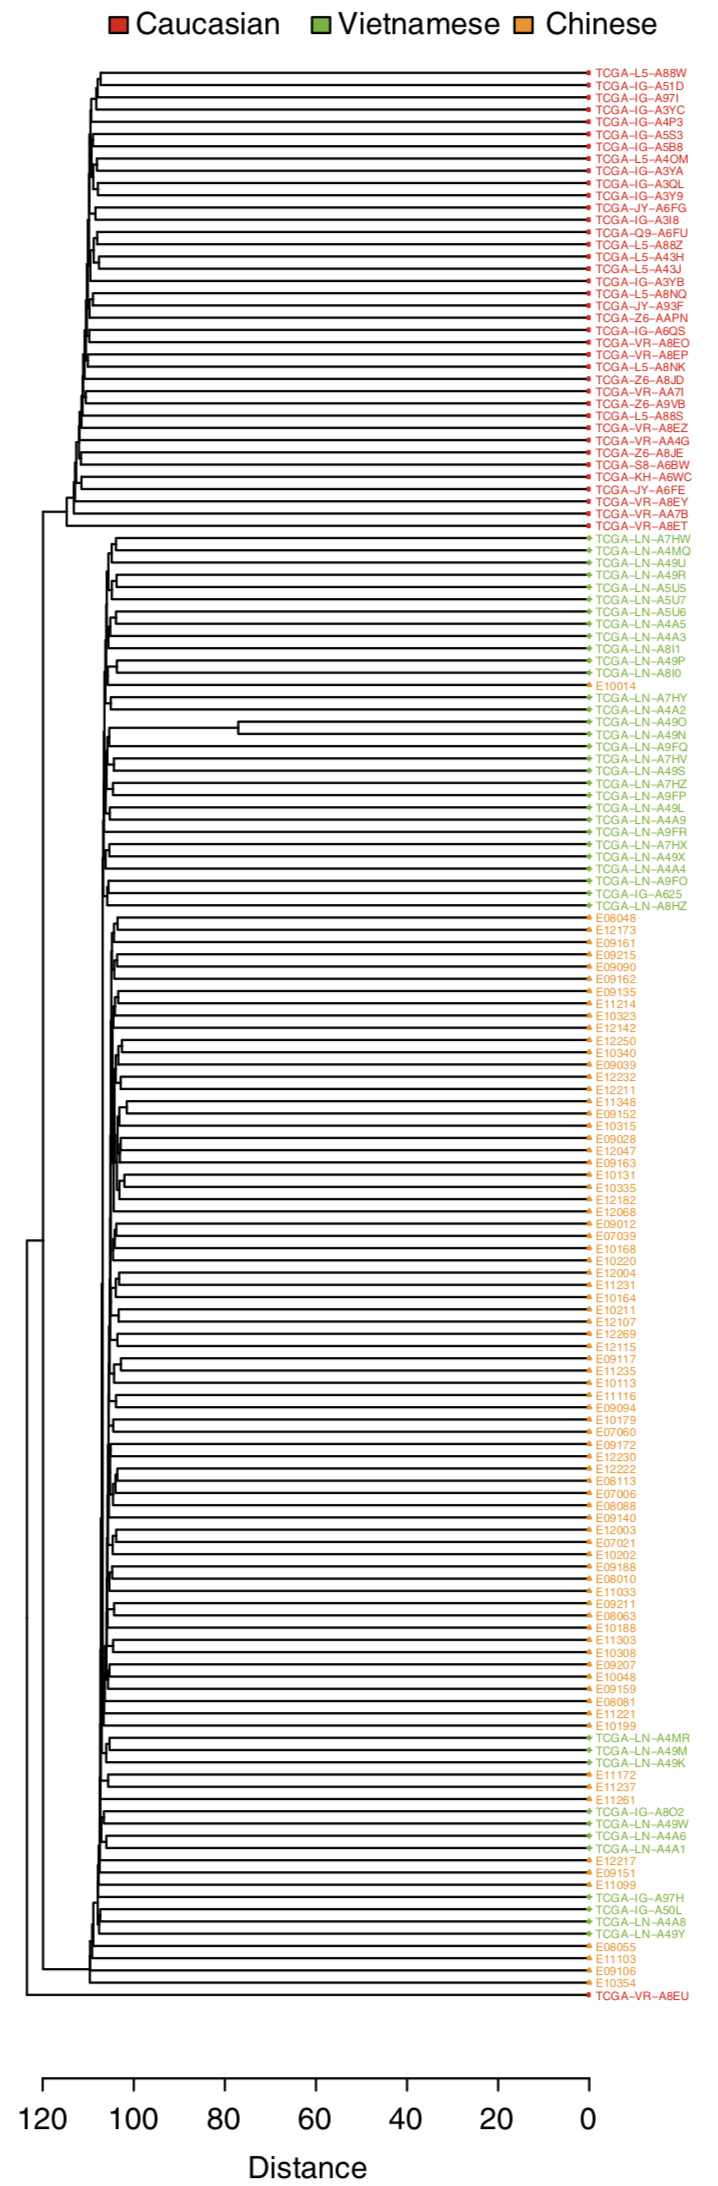 Caucasian Vietnamese Chinese
TCGA−L5−A88W
TCGA−IG−A51D
TCGA−IG−A97I
TCGA−IG−A3YC
TCGA−IG−A4P3
TCGA−IG−A5S3
TCGA−IG−A5B8
TCGA−L5−A4OM
TCGA−IG−A3YA
TCGA−IG−A3QL
TCGA−IG−A3Y9
TCGA−JY−A6FG
TCGA−IG−A3I8
TCGA−Q9−A6FU
TCGA−L5−A88Z
TCGA−L5−A43H
TCGA−L5−A43J
TCGA−IG−A3YB
TCGA−L5−A8NQ
TCGA−JY−A93F
TCGA−Z6−AAPN
TCGA−IG−A6QS
TCGA−VR−A8EO
TCGA−VR−A8EP
TCGA−L5−A8NK
TCGA−Z6−A8JD
TCGA−VR−AA7I
TCGA−Z6−A9VB
TCGA−L5−A88S
TCGA−VR−A8EZ
TCGA−VR−AA4G
TCGA−Z6−A8JE
TCGA−S8−A6BW
TCGA−KH−A6WC
TCGA−JY−A6FE
TCGA−VR−A8EY
TCGA−VR−AA7B
TCGA−VR−A8ET
TCGA−LN−A7HW
TCGA−LN−A4MQ
TCGA−LN−A49U
TCGA−LN−A49R
TCGA−LN−A5U5
TCGA−LN−A5U7
TCGA−LN−A5U6
TCGA−LN−A4A5
TCGA−LN−A4A3
TCGA−LN−A8I1
TCGA−LN−A49P
TCGA−LN−A8I0
E10014
TCGA−LN−A7HY
TCGA−LN−A4A2
TCGA−LN−A49O
TCGA−LN−A49N
TCGA−LN−A9FQ
TCGA−LN−A7HV
TCGA−LN−A49S
TCGA−LN−A7HZ
TCGA−LN−A9FP
TCGA−LN−A49L
TCGA−LN−A4A9
TCGA−LN−A9FR
TCGA−LN−A7HX
TCGA−LN−A49X
TCGA−LN−A4A4
TCGA−LN−A9FO
TCGA−IG−A625
TCGA−LN−A8HZ
E08048
E12173
E09161
E09215
E09090
E09162
E09135
E11214
E10323
E12142
E12250
E10340
E09039
E12232
E12211
E11348
E09152
E10315
E09028
E12047
E09163
E10131
E10335
E12182
E12068
E09012
E07039
E10168
E10220
E12004
E11231
E10164
E10211
E12107
E12269
E12115
E09117
E11235
E10113
E11116
E09094
E10179
E07060
E09172
E12230
E12222
E08113
E07006
E08088
E09140
E12003
E07021
E10202
E09188
E08010
E11033
E09211
E08063
E10188
E11303
E10308
E09207
E10048
E09159
E08081
E11221
E10199
TCGA−LN−A4MR
TCGA−LN−A49M
TCGA−LN−A49K
E11172
E11237
E11261
TCGA−IG−A8O2
TCGA−LN−A49W
TCGA−LN−A4A6
TCGA−LN−A4A1
E12217
E09151
E11099
TCGA−IG−A97H
TCGA−IG−A50L
TCGA−LN−A4A8
TCGA−LN−A49Y
E08055
E11103
E09106
E10354
TCGA−VR−A8EU
120 100 80 60 40 20 0
Distance